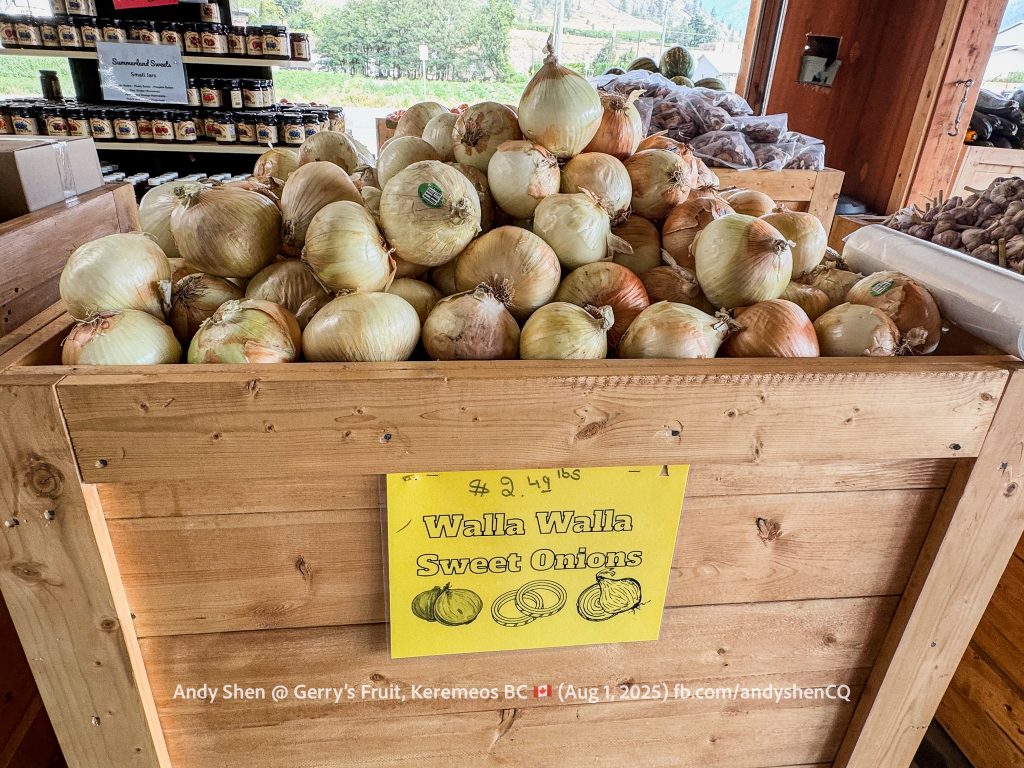 Summerland Sweets
Small Jars
$ 2.49 lbs
Walla Walla
Sweet Onions
Andy Shen @ Gerry's Fruit, Keremeos BC 🇨🇦 (Aug 1, 2025) fb.com/andyshenCQ